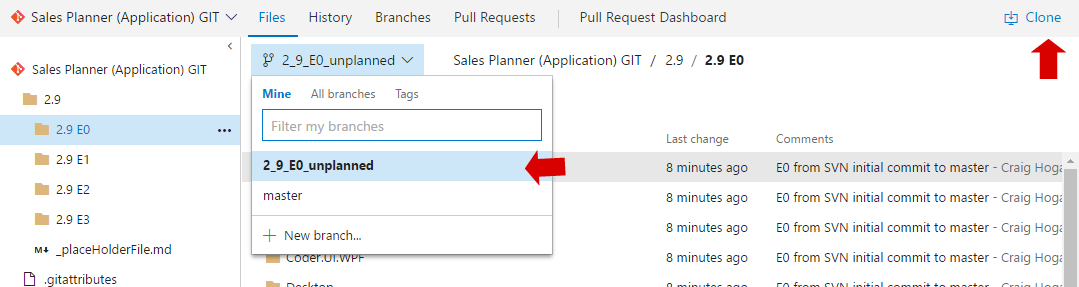 Sales Planner (Application) GIT Files History Branches Pull Requests Pull Request Dashboard Clone
2_9_E0_unplanned Sales Planner (Application) GIT / 2.9 / 2.9 E0
Sales Planner (Application) GIT
2.9
2.9 E0 ...
2.9 E1
2.9 E2
2.9 E3
_placeHolderFile.md
.gitattributes
Mine All branches Tags
Filter my branches
2_9_E0_unplanned
master
New branch...
Coder.UI.WPF
Desktop
Last change Comments
8 minutes ago E0 from SVN initial commit to master - Craig Hoga
8 minutes ago E0 from SVN initial commit to master - Craig Hoga
8 minutes ago E0 from SVN initial commit to master - Craig Hoga
8 minutes ago E0 from SVN initial commit to master - Craig Hoga
8 minutes ago E0 from SVN initial commit to master - Craig Hoga